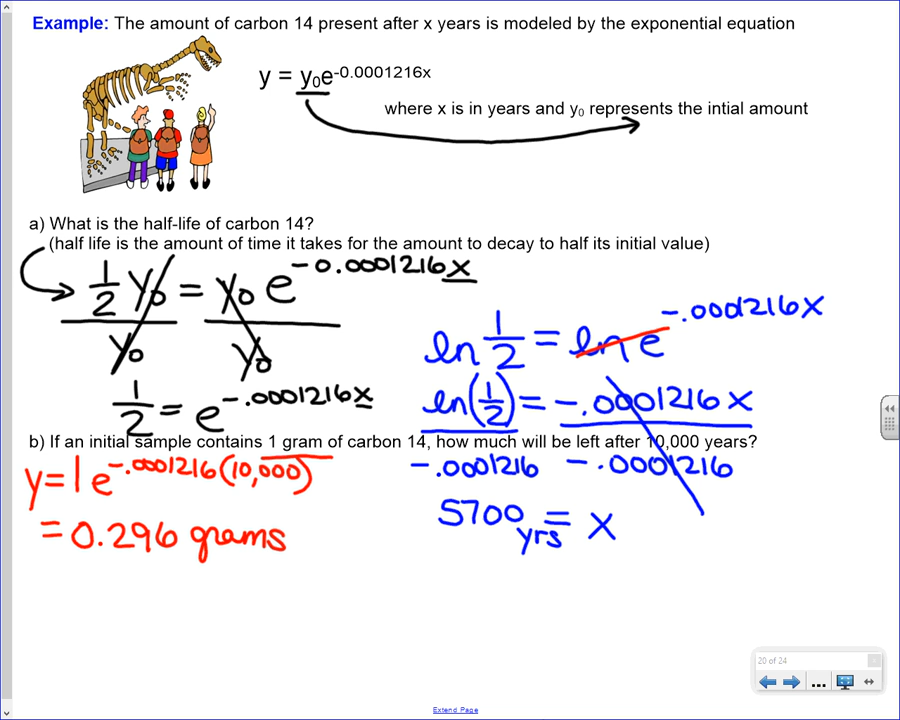 Example: The amount of carbon 14 present after x years is modeled by the exponential equation
y = y₀e^-0.0001216x
where x is in years and y₀ represents the intial amount
a) What is the half-life of carbon 14?
(half life is the amount of time it takes for the amount to decay to half its initial value)
1/2 y₀ = y₀ e^-0.0001216x
y₀ y₀
1/2 = e^-.0001216x
ln 1/2 = ln e^-.0001216x
ln(1/2) = -.0001216x
-.0001216 -.0001216
5700 yrs = x
b) If an initial sample contains 1 gram of carbon 14, how much will be left after 10,000 years?
y = 1 e^-.0001216(10,000)
= 0.296 grams
20 of 24
Extend Page